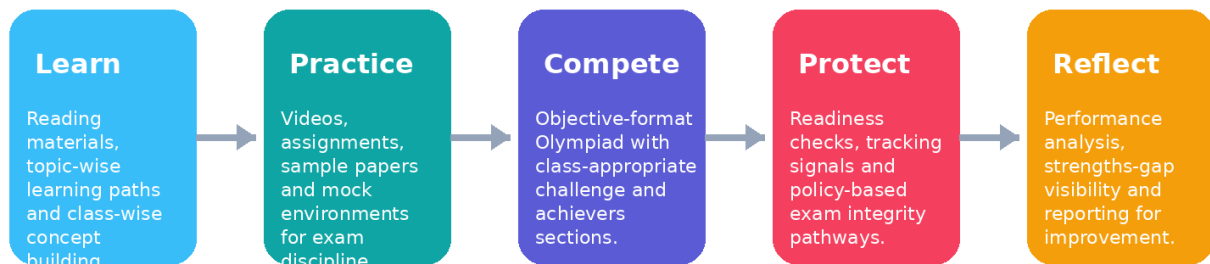 Learn
Reading
materials,
topic-wise
learning paths
and class-wise
concept
building
Practice
Videos,
assignments,
sample papers
and mock
environments
for exam
discipline
Compete
Objective-format
Olympiad with
class-appropriate
challenge and
achievers
sections.
Protect
Readiness
checks, tracking
signals and
policy-based
exam integrity
pathways.
Reflect
Performance
analysis,
strengths-gap
visibility and
reporting for
improvement.